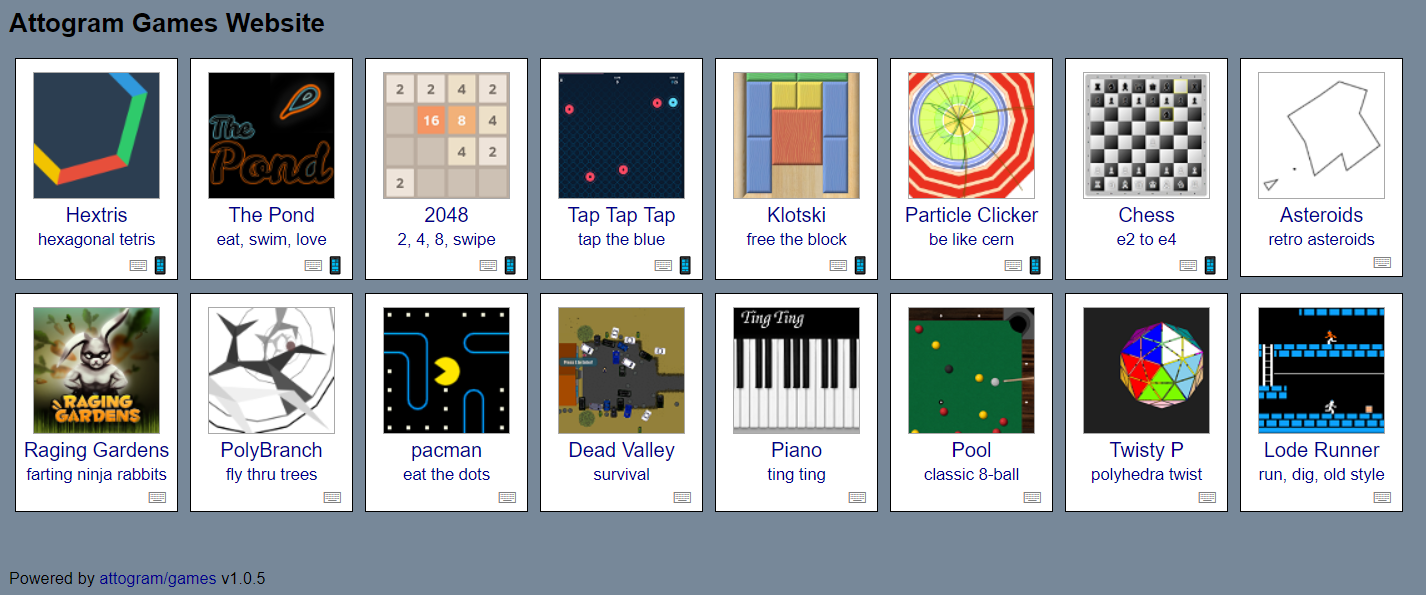 Attogram Games Website
The Pond
2 2 4 2
16 8 4
4 2
2
Hextris
hexagonal tetris
The Pond
eat, swim, love
2048
2, 4, 8, swipe
Tap Tap Tap
tap the blue
Klotski
free the block
Particle Clicker
be like cern
Chess
e2 to e4
Asteroids
retro asteroids
RAGING
GARDENS
Ting Ting
Raging Gardens
farting ninja rabbits
PolyBranch
fly thru trees
pacman
eat the dots
Dead Valley
survival
Piano
ting ting
Pool
classic 8-ball
Twisty P
polyhedra twist
Lode Runner
run, dig, old style
Powered by attogram/games v1.0.5